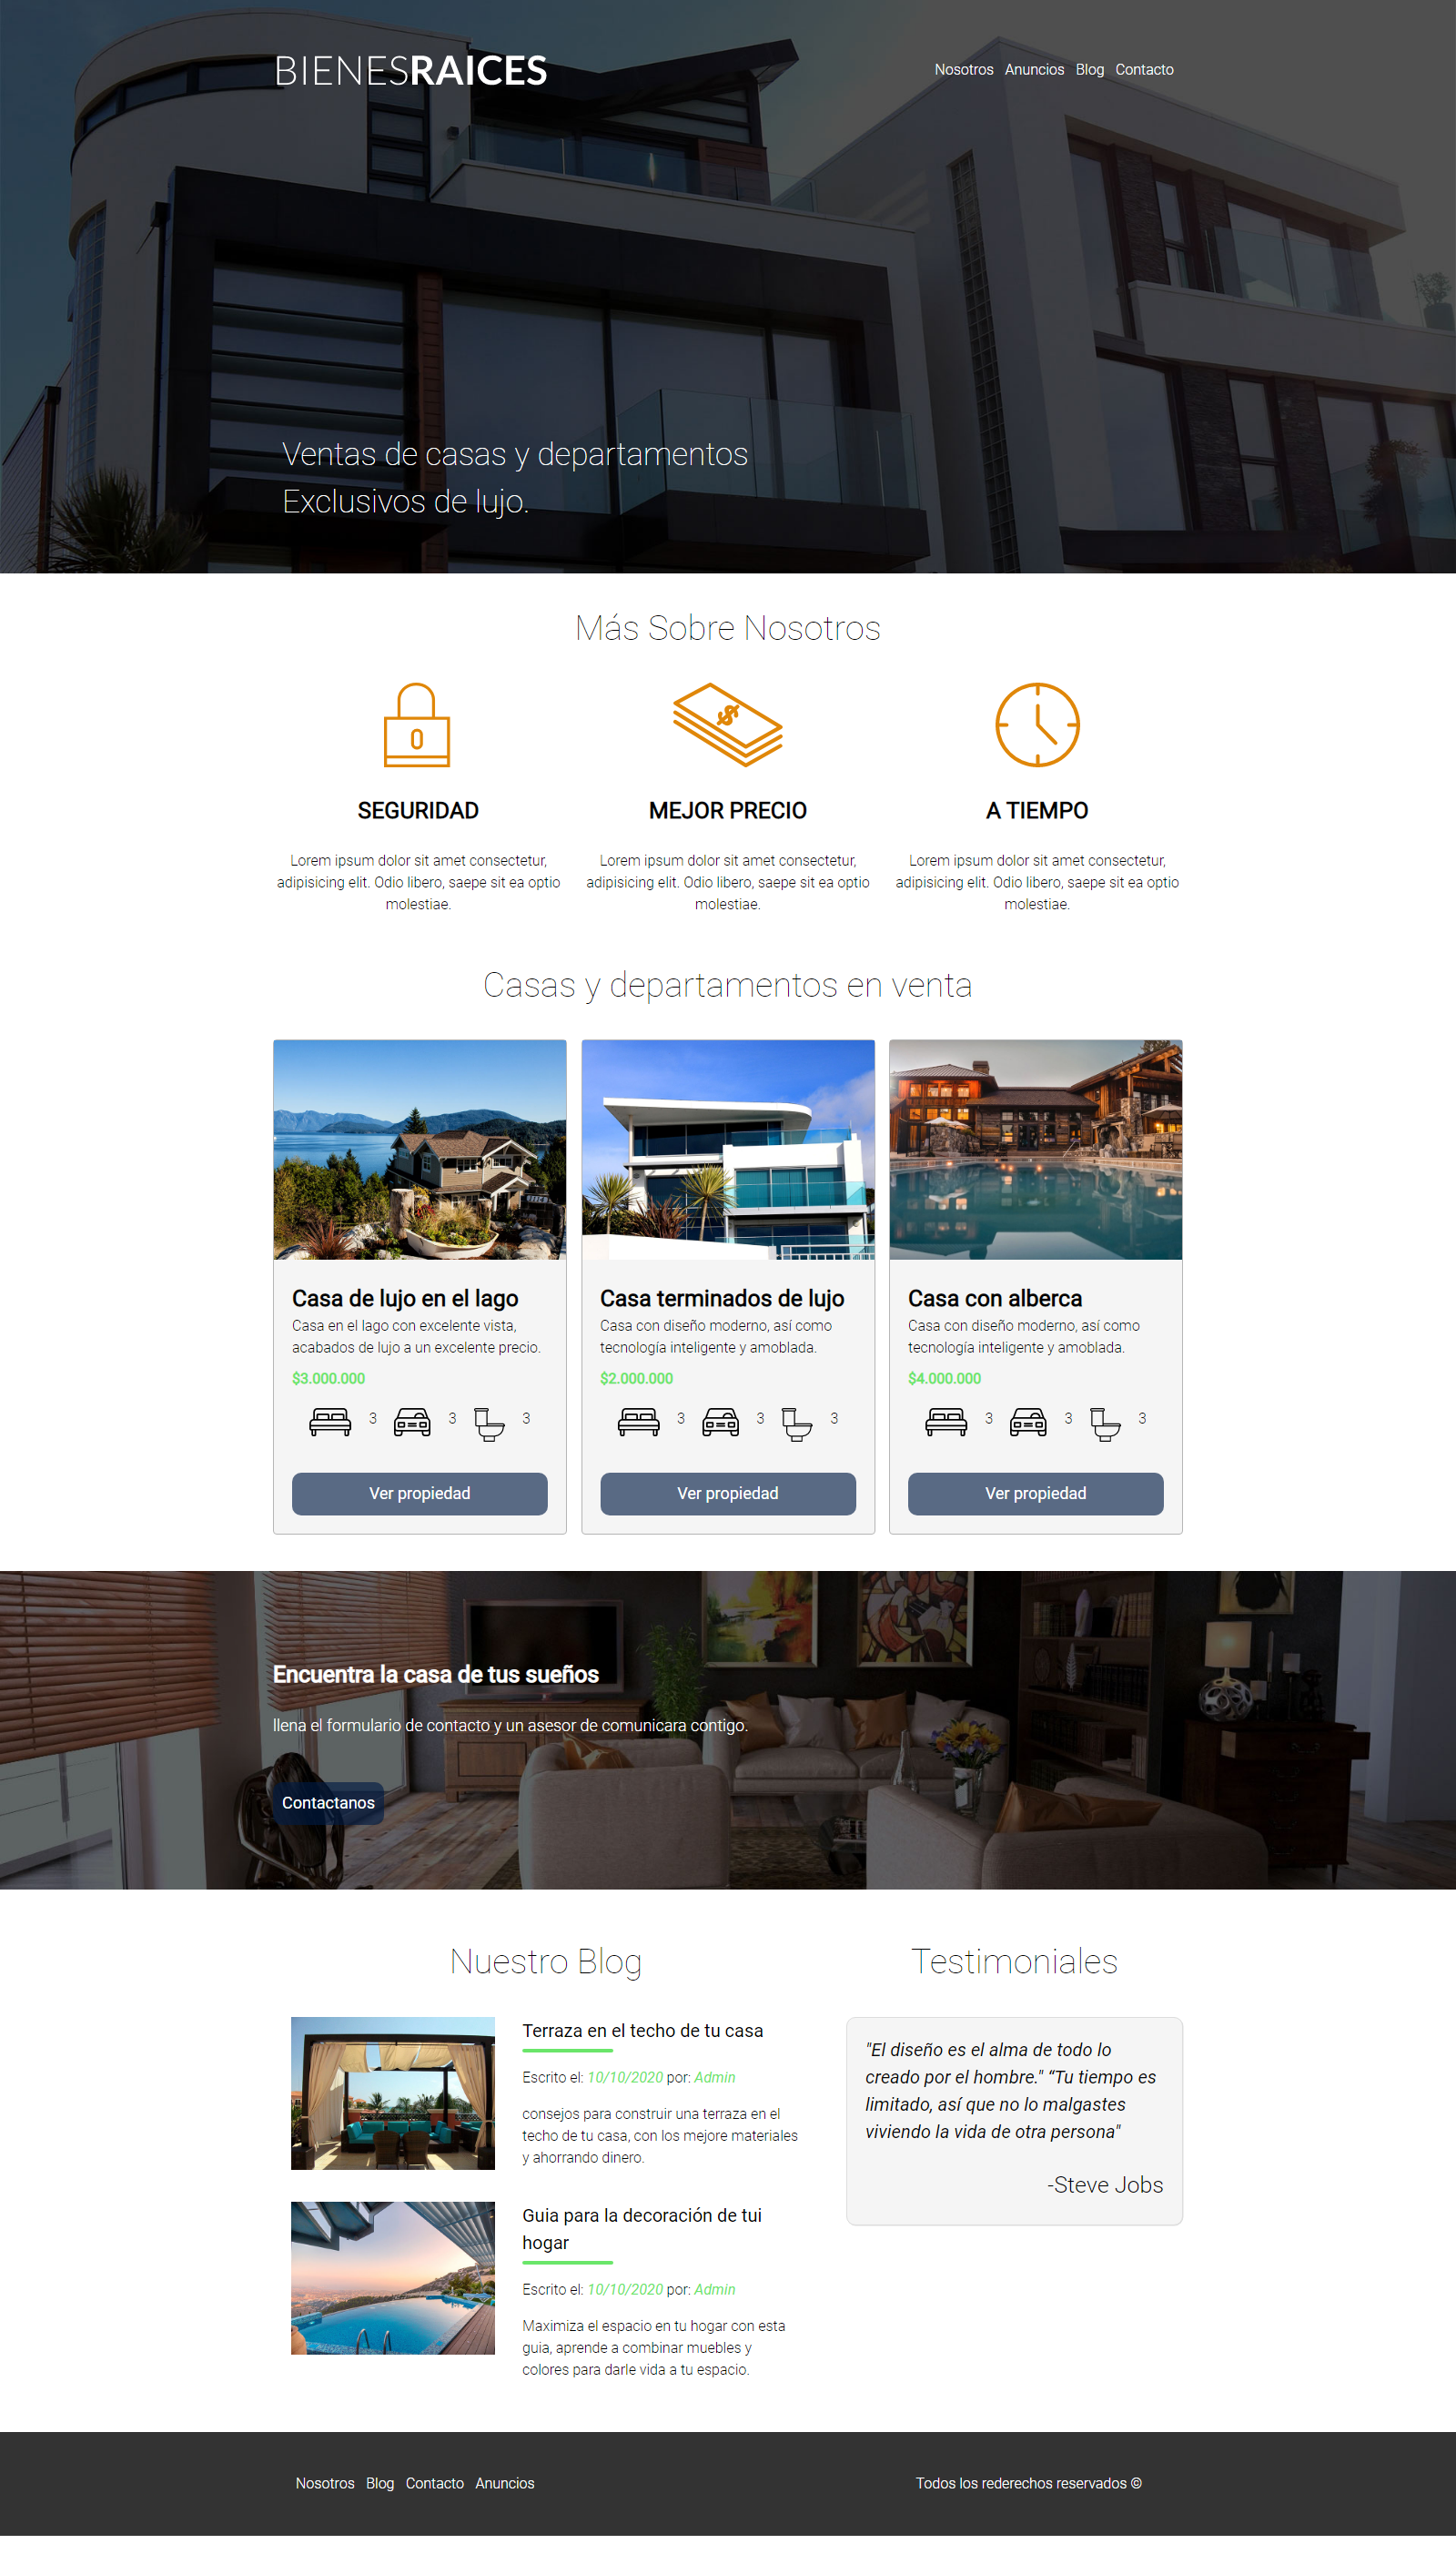 BIENESRAICES
Nosotros Anuncios Blog Contacto
Ventas de casas y departamentos
Exclusivos de lujo.
Más Sobre Nosotros
SEGURIDAD
Lorem ipsum dolor sit amet consectetur,
adipisicing elit. Odio libero, saepe sit ea optio
molestiae.
MEJOR PRECIO
Lorem ipsum dolor sit amet consectetur,
adipisicing elit. Odio libero, saepe sit ea optio
molestiae.
A TIEMPO
Lorem ipsum dolor sit amet consectetur,
adipisicing elit. Odio libero, saepe sit ea optio
molestiae.
Casas y departamentos en venta
Casa de lujo en el lago
Casa en el lago con excelente vista,
acabados de lujo a un excelente precio.
$3.000.000
3 3 3
Ver propiedad
Casa terminados de lujo
Casa con diseño moderno, así como
tecnología inteligente y amoblada.
$2.000.000
3 3 3
Ver propiedad
Casa con alberca
Casa con diseño moderno, así como
tecnología inteligente y amoblada.
$4.000.000
3 3 3
Ver propiedad
Encuentra la casa de tus sueños
llena el formulario de contacto y un asesor de comunicara contigo.
Contactanos
Nuestro Blog
Terraza en el techo de tu casa
Escrito el: 10/10/2020 por: Admin
consejos para construir una terraza en el
techo de tu casa, con los mejore materiales
y ahorrando dinero.
Guia para la decoración de tui
hogar
Escrito el: 10/10/2020 por: Admin
Maximiza el espacio en tu hogar con esta
guia, aprende a combinar muebles y
colores para darle vida a tu espacio.
Testimoniales
"El diseño es el alma de todo lo
creado por el hombre." “Tu tiempo es
limitado, así que no lo malgastes
viviendo la vida de otra persona"
-Steve Jobs
Nosotros Blog Contacto Anuncios
Todos los rederechos reservados ©